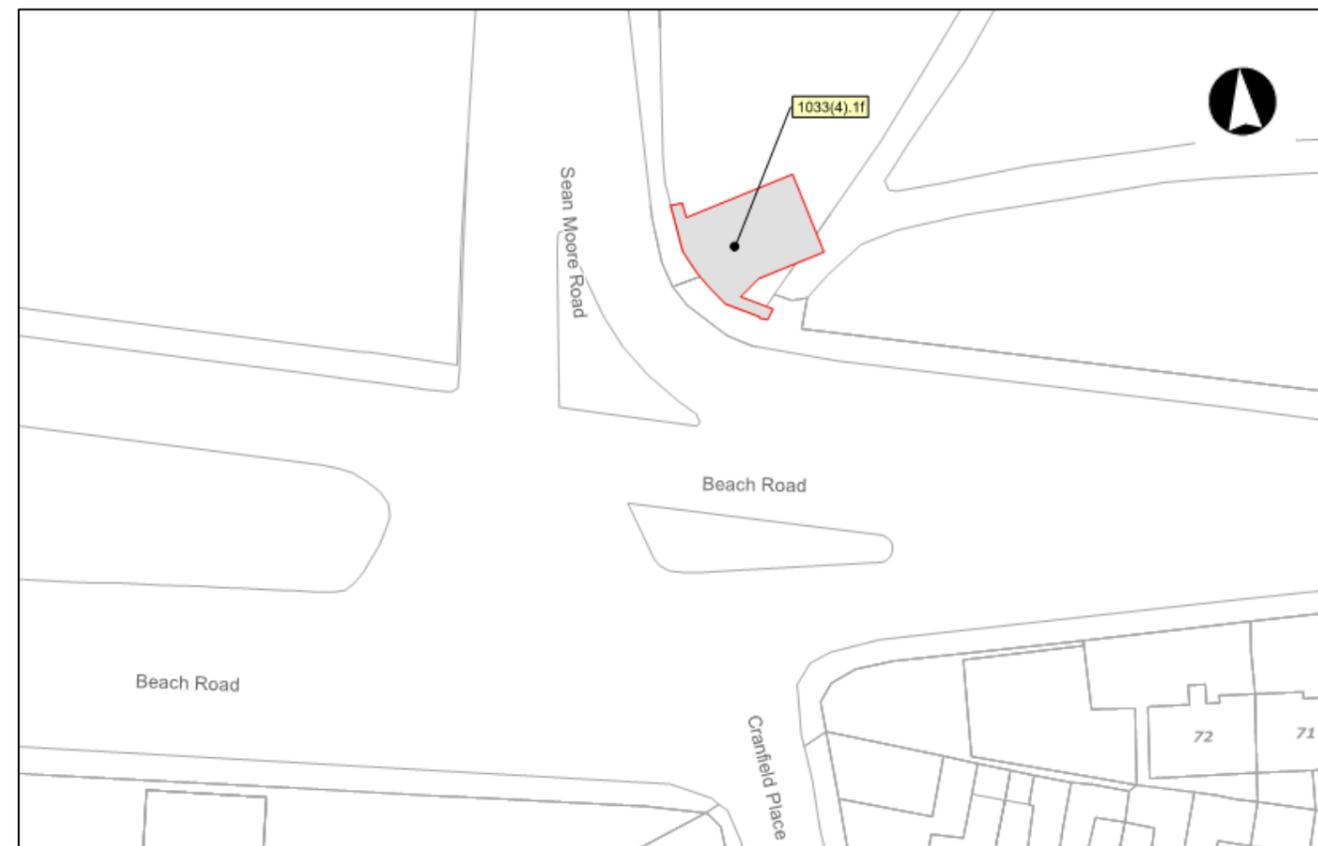 1033(4).1f
Sean Moore Road
Beach Road
Beach Road
Cranfield Place
72
71